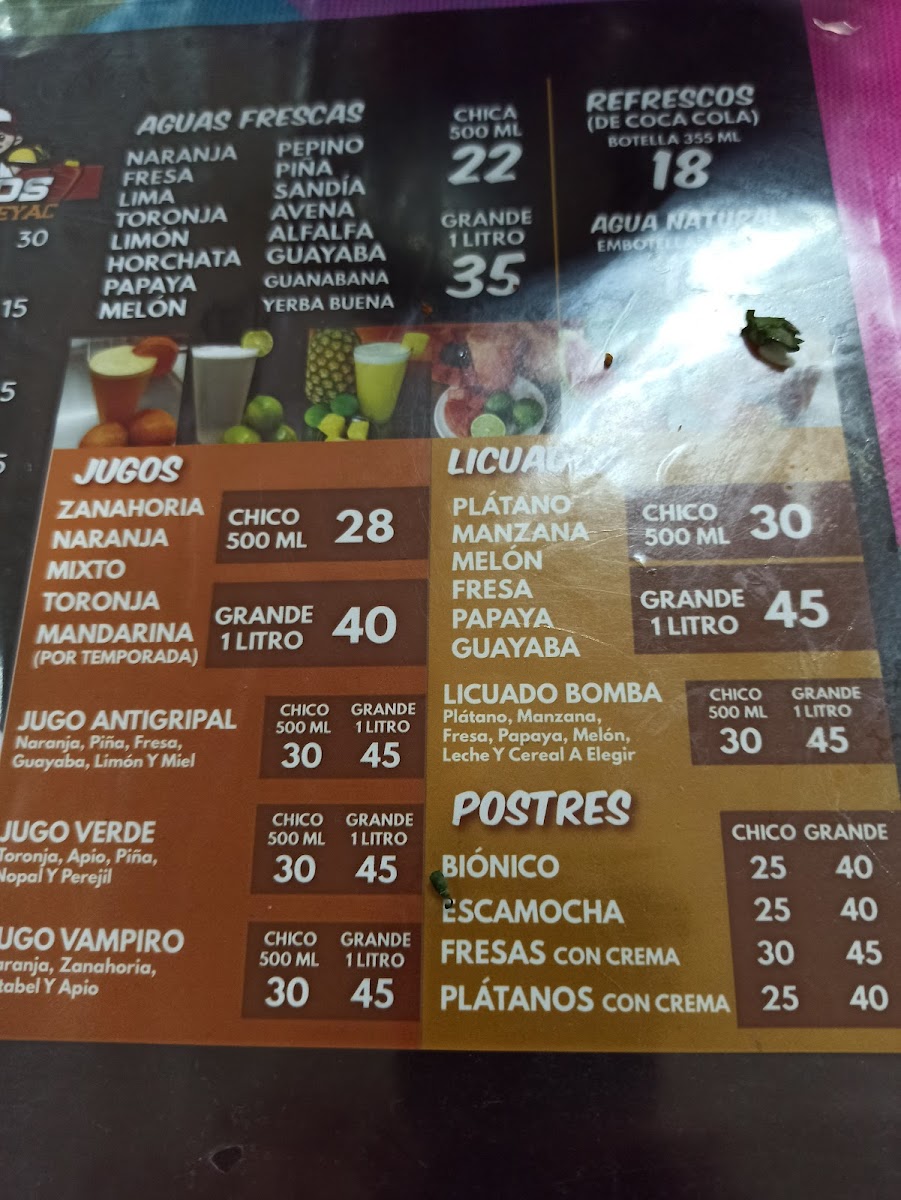 OS
EYAC
30
15
5
5
AGUAS FRESCAS
NARANJA
FRESA
LIMA
TORONJA
LIMÓN
HORCHATA
PAPAYA
MELÓN
PEPINO
PIÑA
SANDÍA
AVENA
ALFALFA
GUAYABA
GUANABANA
YERBA BUENA
CHICA
500 ML
22
GRANDE
1 LITRO
35
REFRESCOS
(DE COCA COLA)
BOTELLA 355 ML
18
AGUA NATURAL
JUGOS
ZANAHORIA
NARANJA
MIXTO
TORONJA
MANDARINA
(POR TEMPORADA)
CHICO
500 ML
28
GRANDE
1 LITRO
40
JUGO ANTIGRIPAL
Naranja, Piña, Fresa,
Guayaba, Limón Y Miel
CHICO GRANDE
500 ML 1 LITRO
30 45
JUGO VERDE
Toronja, Apio, Piña,
Nopal Y Perejil
CHICO GRANDE
500 ML 1 LITRO
30 45
UGO VAMPIRO
aranja, Zanahoria,
tabel Y Apio
CHICO GRANDE
500 ML 1 LITRO
30 45
PLÁTANO
MANZANA
MELÓN
FRESA
PAPAYA
GUAYABA
CHICO
500 ML
30
GRANDE
1 LITRO
45
LICUADO BOMBA
Plátano, Manzana,
Fresa, Papaya, Melón,
Leche Y Cereal A Elegir
CHICO GRANDE
500 ML 1 LITRO
30 45
POSTRES
CHICO GRANDE
BIÓNICO 25 40
ESCAMOCHA 25 40
FRESAS CON CREMA 30 45
PLÁTANOS CON CREMA 25 40